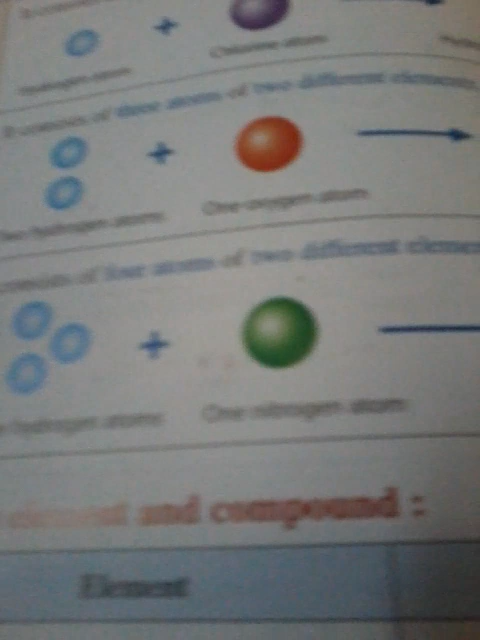 +
Hydrogen atom Chlorine atom
It consists of three atoms of two different elements
+
Two hydrogen atoms One oxygen atom
consists of four atoms of two different elemen
+
hydrogen atoms One nitrogen atom
element and compound :
Element